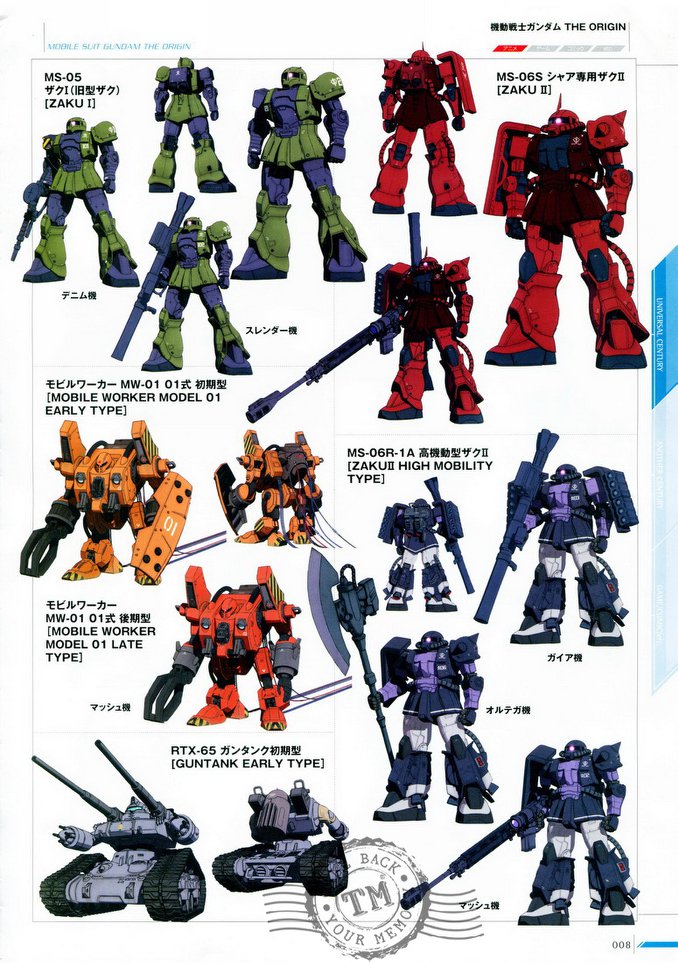 機動戦士ガンダム THE ORIGIN
MOBILE SUIT GUNDAM THE ORIGIN
アニメ
MS-05
ザクI(旧型ザク)
[ZAKU I]
デニム機
スレンダー機
MS-06S シャア専用ザクII
[ZAKU II]
モビルワーカー MW-01 01式 初期型
[MOBILE WORKER MODEL 01
EARLY TYPE]
01
MS-06R-1A 高機動型ザクII
[ZAKUII HIGH MOBILITY
TYPE]
ガイア機
オルテガ機
マッシュ機
モビルワーカー
MW-01 01式 後期型
[MOBILE WORKER
MODEL 01 LATE
TYPE]
マッシュ機
RTX-65 ガンタンク初期型
[GUNTANK EARLY TYPE]
UNIVERSAL CENTURY
ANOTHER CENTURY
BACK
TM
YOUR MEMO
008